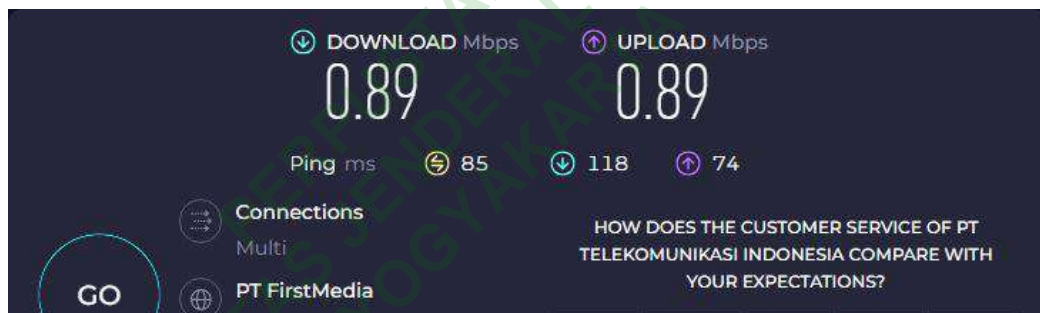 DOWNLOAD Mbps UPLOAD Mbps
0.89 0.89
Ping ms 85 118 74
Connections
Multi
HOW DOES THE CUSTOMER SERVICE OF PT
TELEKOMUNIKASI INDONESIA COMPARE WITH
YOUR EXPECTATIONS?
GO
PT FirstMedia